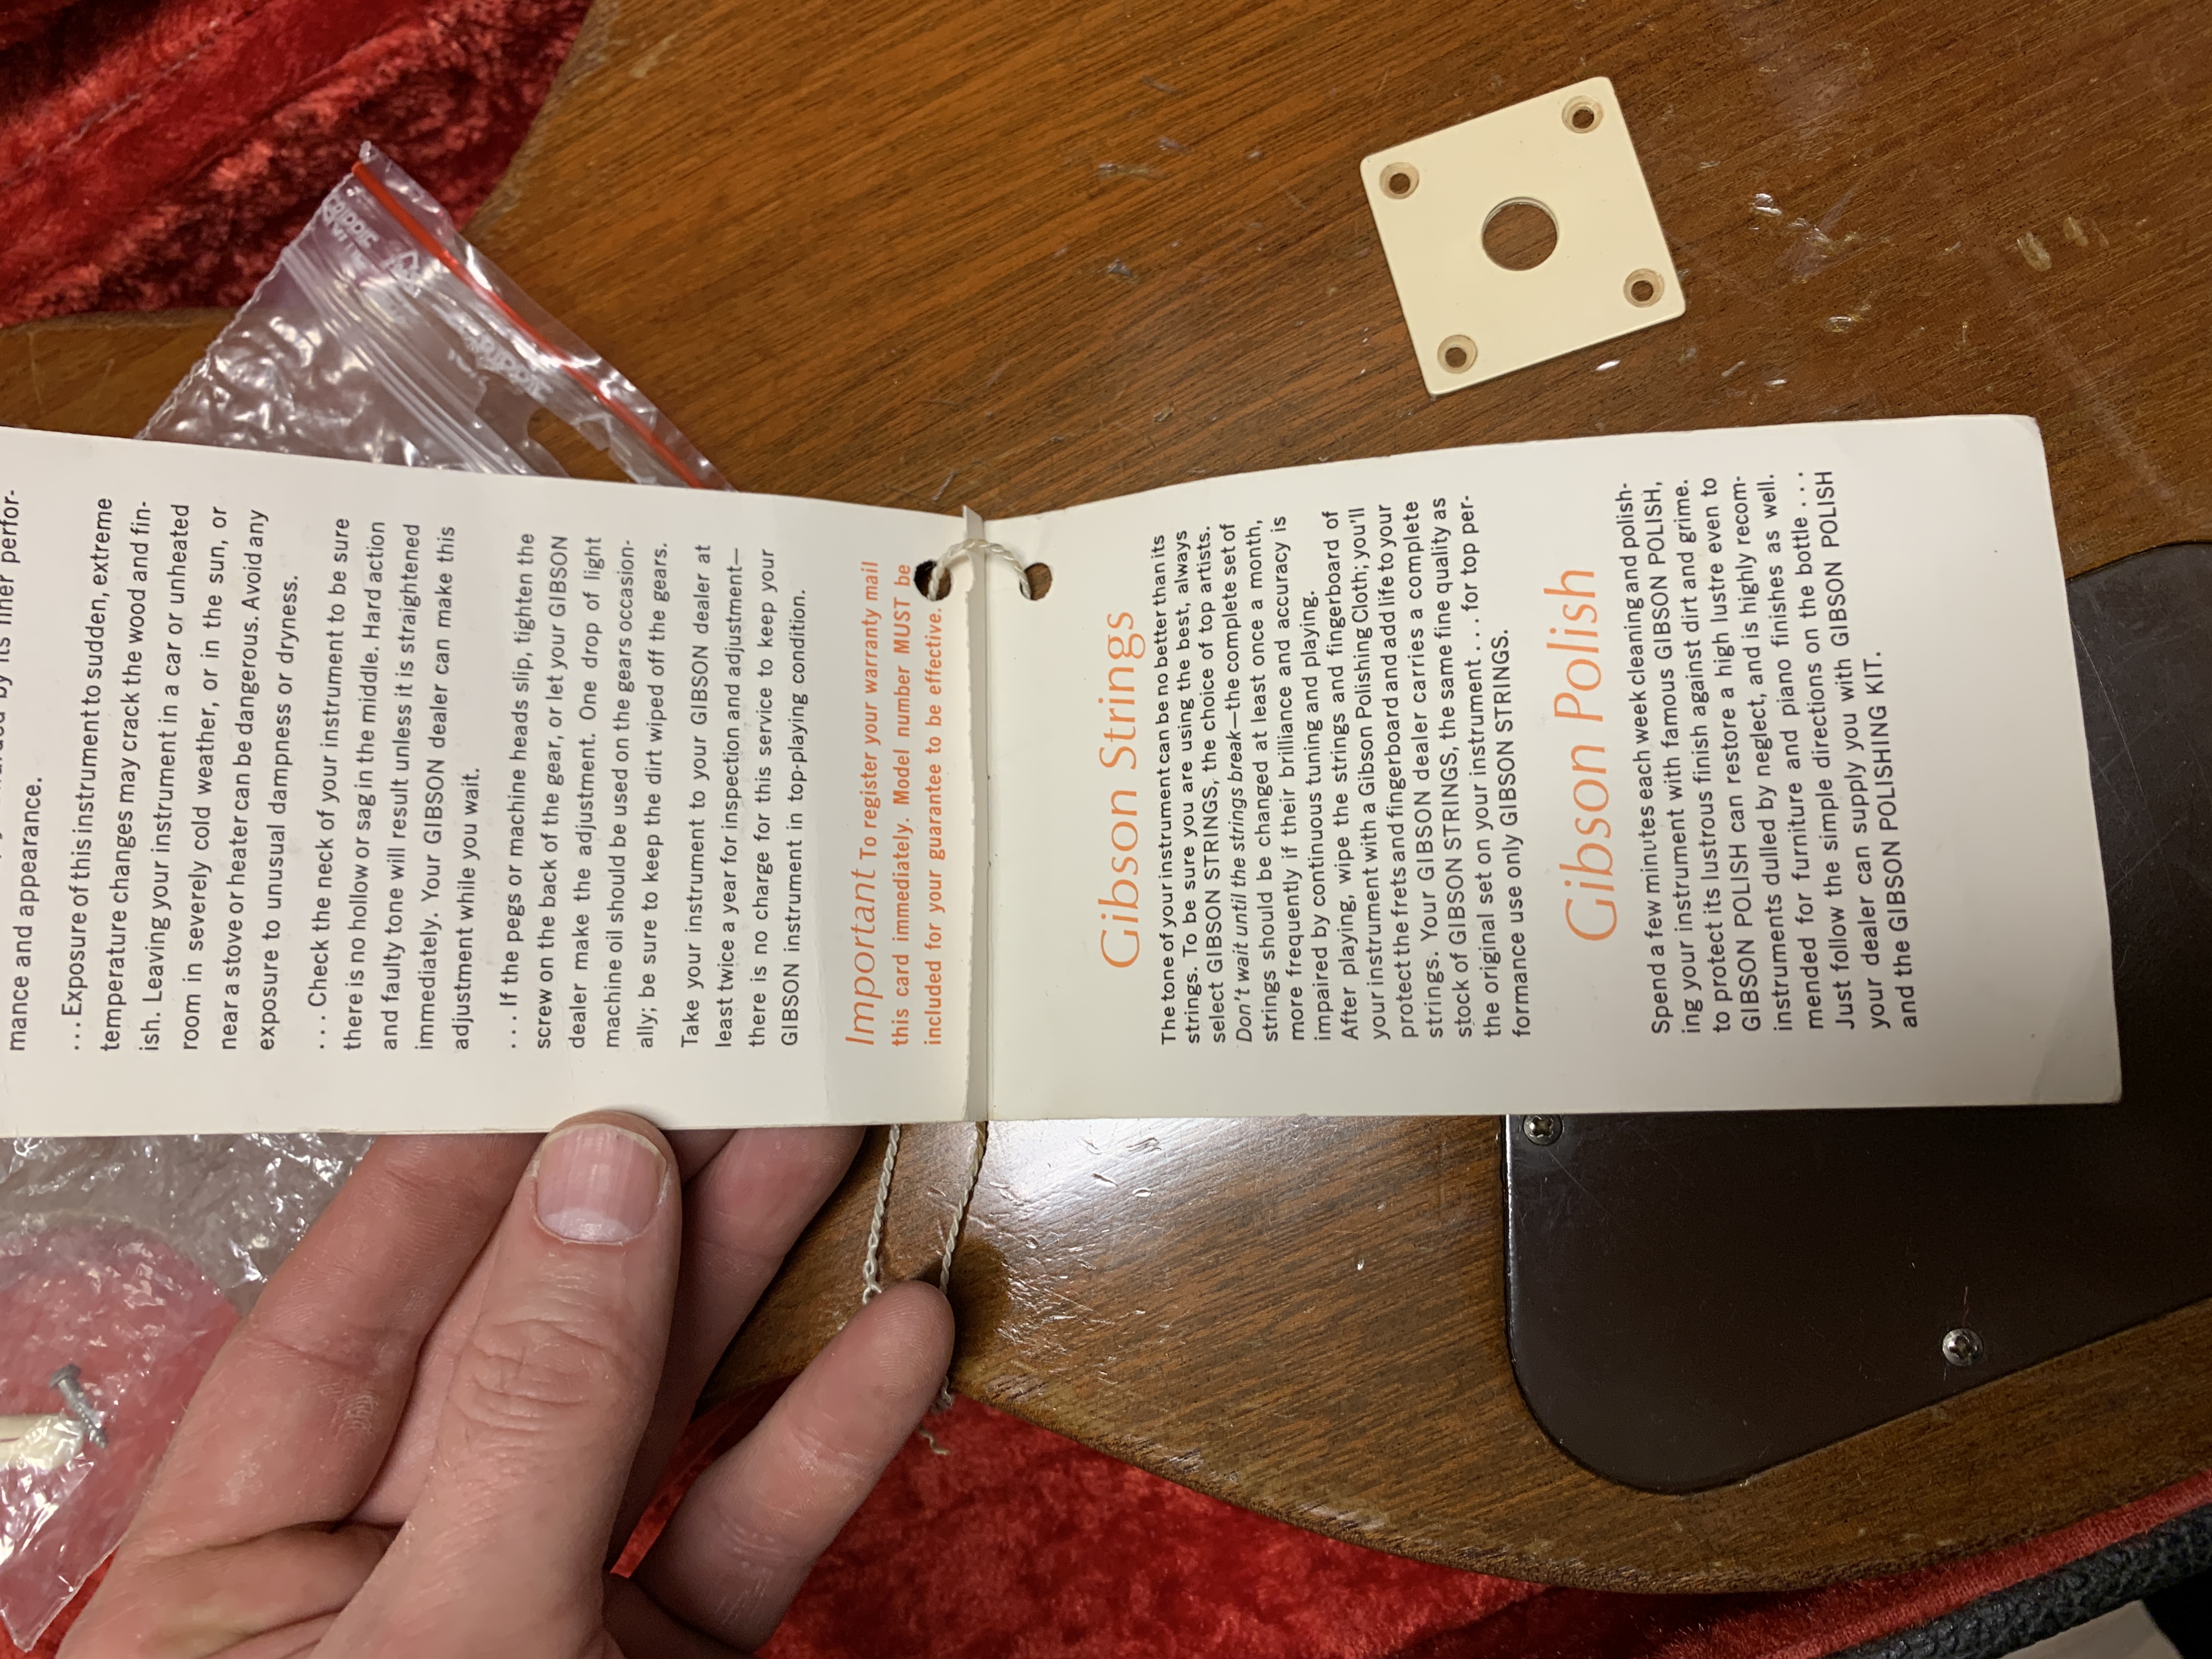 mance and appearance.
...Exposure of this instrument to sudden, extreme
temperature changes may crack the wood and fin-
ish. Leaving your instrument in a car or unheated
room in severely cold weather, or in the sun, or
near a stove or heater can be dangerous. Avoid any
exposure to unusual dampness or dryness.
...Check the neck of your instrument to be sure
there is no hollow or sag in the middle. Hard action
and faulty tone will result unless it is straightened
immediately. Your GIBSON dealer can make this
adjustment while you wait.
...If the pegs or machine heads slip, tighten the
screw on the back of the gear, or let your GIBSON
dealer make the adjustment. One drop of light
machine oil should be used on the gears occasion-
ally; be sure to keep the dirt wiped off the gears.
Take your instrument to your GIBSON dealer at
least twice a year for inspection and adjustment—
there is no charge for this service to keep your
GIBSON instrument in top-playing condition.
Important To register your warranty mail
this card immediately. Model number MUST be
included for your guarantee to be effective.
Gibson Strings
The tone of your instrument can be no better than its
strings. To be sure you are using the best, always
select GIBSON STRINGS, the choice of top artists.
Don't wait until the strings break—the complete set of
strings should be changed at least once a month,
more frequently if their brilliance and accuracy is
impaired by continuous tuning and playing.
After playing, wipe the strings and fingerboard of
your instrument with a Gibson Polishing Cloth; you'll
protect the frets and fingerboard and add life to your
strings. Your GIBSON dealer carries a complete
stock of GIBSON STRINGS, the same fine quality as
the original set on your instrument... for top per-
formance use only GIBSON STRINGS.
Gibson Polish
Spend a few minutes each week cleaning and polish-
ing your instrument with famous GIBSON POLISH,
to protect its lustrous finish against dirt and grime.
GIBSON POLISH can restore a high lustre even to
instruments dulled by neglect, and is highly recom-
mended for furniture and piano finishes as well.
Just follow the simple directions on the bottle....
your dealer can supply you with GIBSON POLISH
and the GIBSON POLISHING KIT.